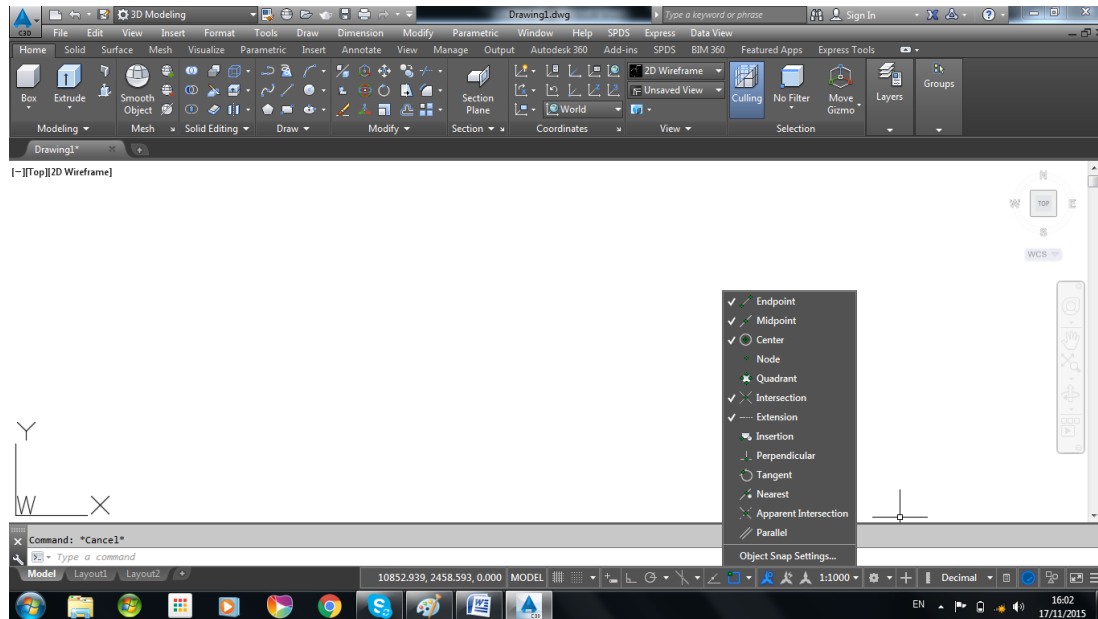 3D Modeling Drawing1.dwg Type a keyword or phrase Sign In
C3D File Edit View Insert Format Tools Draw Dimension Modify Parametric Window Help SPDS Express Data View
Home Solid Surface Mesh Visualize Parametric Insert Annotate View Manage Output Autodesk 360 Add-ins SPDS BIM 360 Featured Apps Express Tools
2D Wireframe
Unsaved View
World
Box Extrude Smooth Object Section Plane Culling No Filter Move Gizmo Layers Groups
Modeling Mesh Solid Editing Draw Modify Section Coordinates View Selection
Drawing1*
[−][Top][2D Wireframe]
N
W TOP E
S
WCS
Endpoint
Midpoint
Center
Node
Quadrant
Intersection
Extension
Insertion
Perpendicular
Tangent
Nearest
Apparent Intersection
Parallel
Object Snap Settings...
Y
W X
Command: *Cancel*
Type a command
Model Layout1 Layout2 + 10852.939, 2458.593, 0.000 MODEL 1:1000 Decimal
EN 16:02
17/11/2015